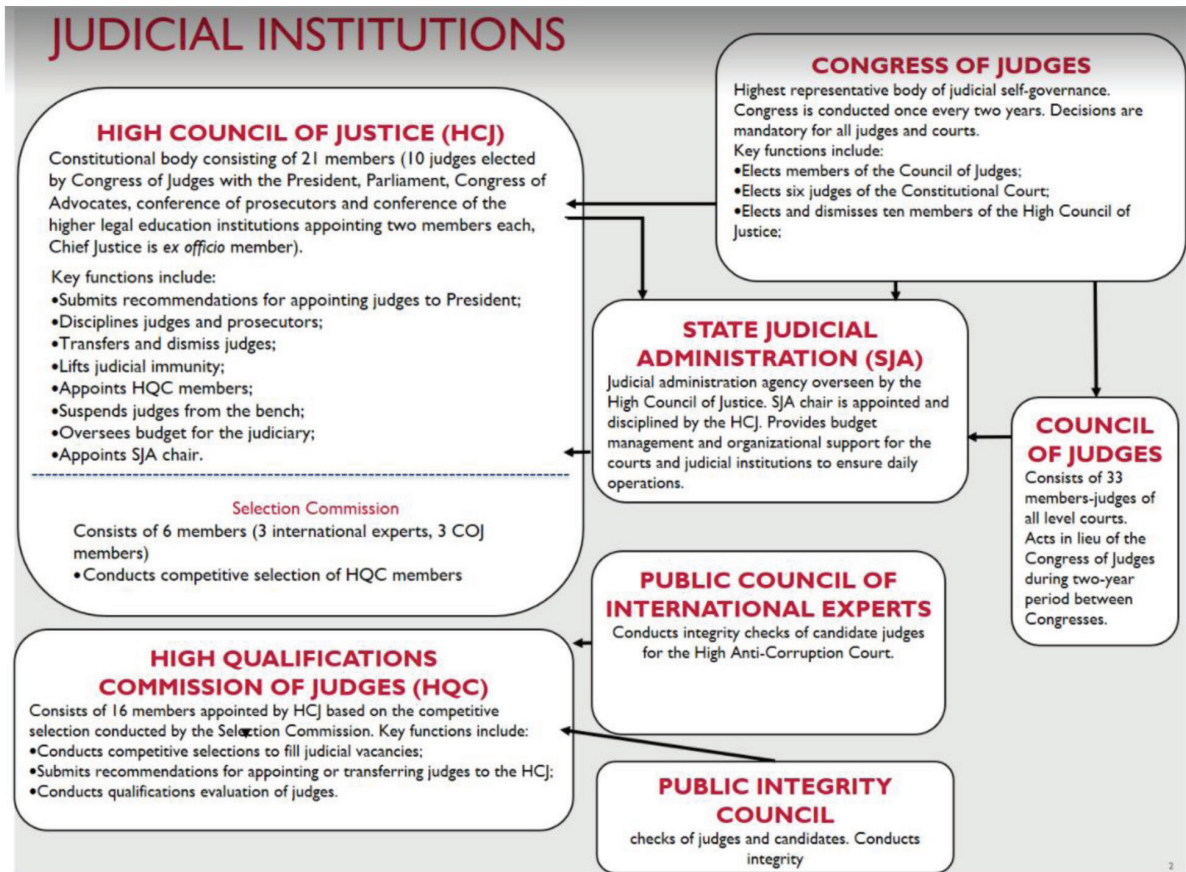 JUDICIAL INSTITUTIONS
HIGH COUNCIL OF JUSTICE (HCJ)
Constitutional body consisting of 21 members (10 judges elected
by Congress of Judges with the President, Parliament, Congress of
Advocates, conference of prosecutors and conference of the
higher legal education institutions appointing two members each,
Chief Justice is ex officio member).
Key functions include:
•Submits recommendations for appointing judges to President;
•Disciplines judges and prosecutors;
•Transfers and dismiss judges;
•Lifts judicial immunity;
•Appoints HQC members;
•Suspends judges from the bench;
•Oversees budget for the judiciary;
•Appoints SJA chair.
Selection Commission
Consists of 6 members (3 international experts, 3 COJ
members)
•Conducts competitive selection of HQC members
HIGH QUALIFICATIONS
COMMISSION OF JUDGES (HQC)
Consists of 16 members appointed by HCJ based on the competitive
selection conducted by the Selection Commission. Key functions include:
•Conducts competitive selections to fill judicial vacancies;
•Submits recommendations for appointing or transferring judges to the HCJ;
•Conducts qualifications evaluation of judges.
CONGRESS OF JUDGES
Highest representative body of judicial self-governance.
Congress is conducted once every two years. Decisions are
mandatory for all judges and courts.
Key functions include:
•Elects members of the Council of Judges;
•Elects six judges of the Constitutional Court;
•Elects and dismisses ten members of the High Council of
Justice;
STATE JUDICIAL
ADMINISTRATION (SJA)
Judicial administration agency overseen by the
High Council of Justice. SJA chair is appointed and
disciplined by the HCJ. Provides budget
management and organizational support for the
courts and judicial institutions to ensure daily
operations.
COUNCIL
OF JUDGES
Consists of 33
members-judges of
all level courts.
Acts in lieu of the
Congress of Judges
during two-year
period between
Congresses.
PUBLIC COUNCIL OF
INTERNATIONAL EXPERTS
Conducts integrity checks of candidate judges
for the High Anti-Corruption Court.
PUBLIC INTEGRITY
COUNCIL
checks of judges and candidates. Conducts
integrity
2